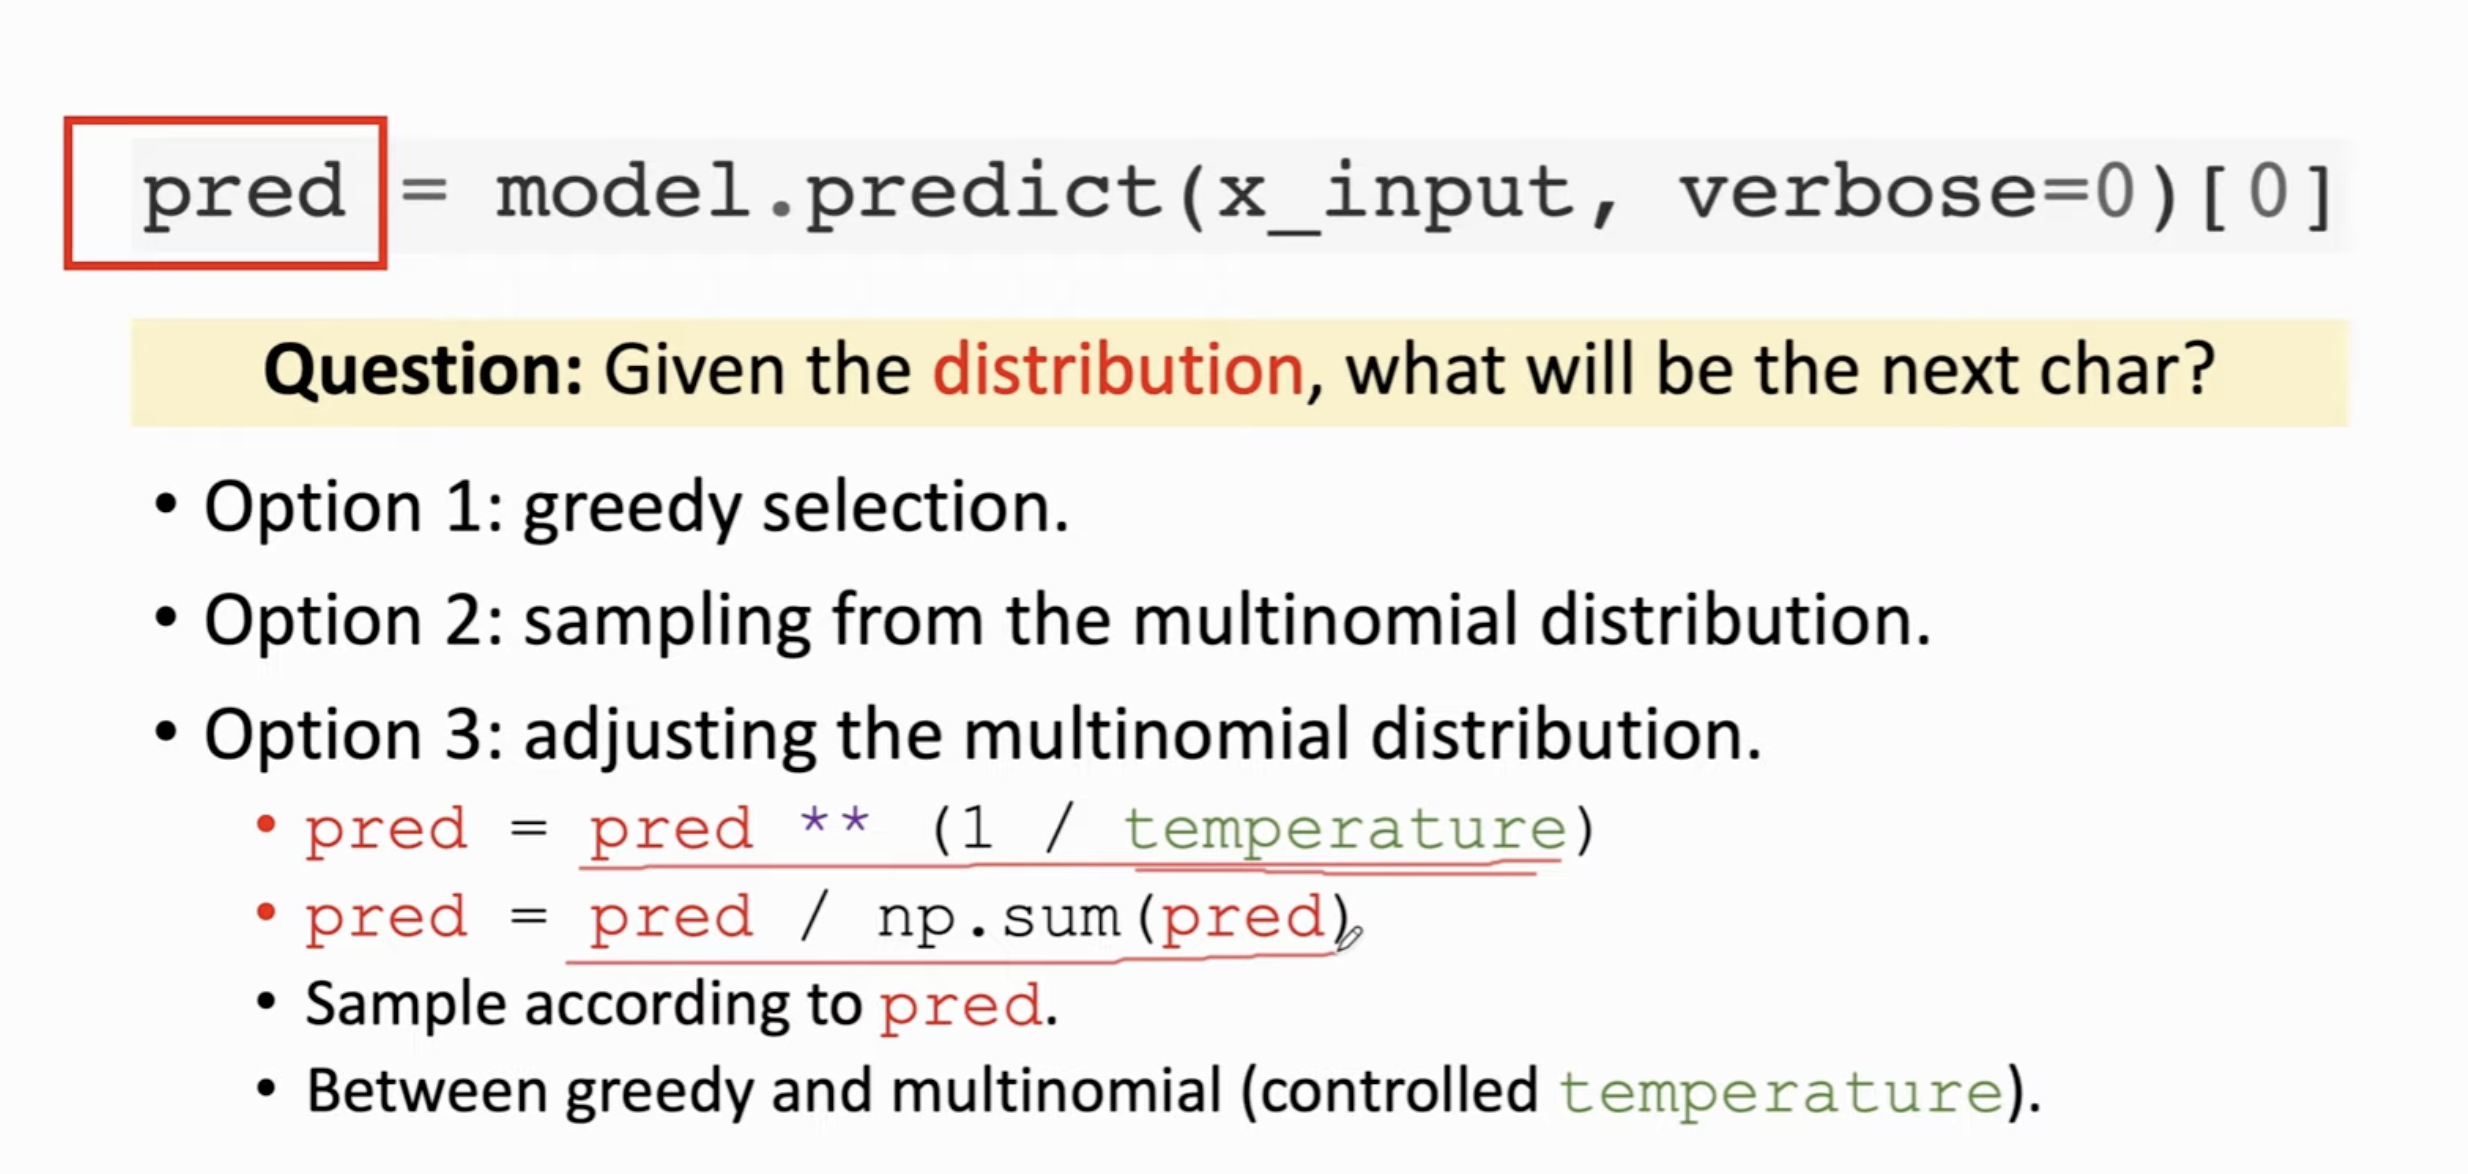 pred = model.predict(x_input, verbose=0)[0]
Question: Given the distribution, what will be the next char?
• Option 1: greedy selection.
• Option 2: sampling from the multinomial distribution.
• Option 3: adjusting the multinomial distribution.
• pred = pred ** (1 / temperature)
• pred = pred / np.sum(pred)
• Sample according to pred.
• Between greedy and multinomial (controlled temperature).